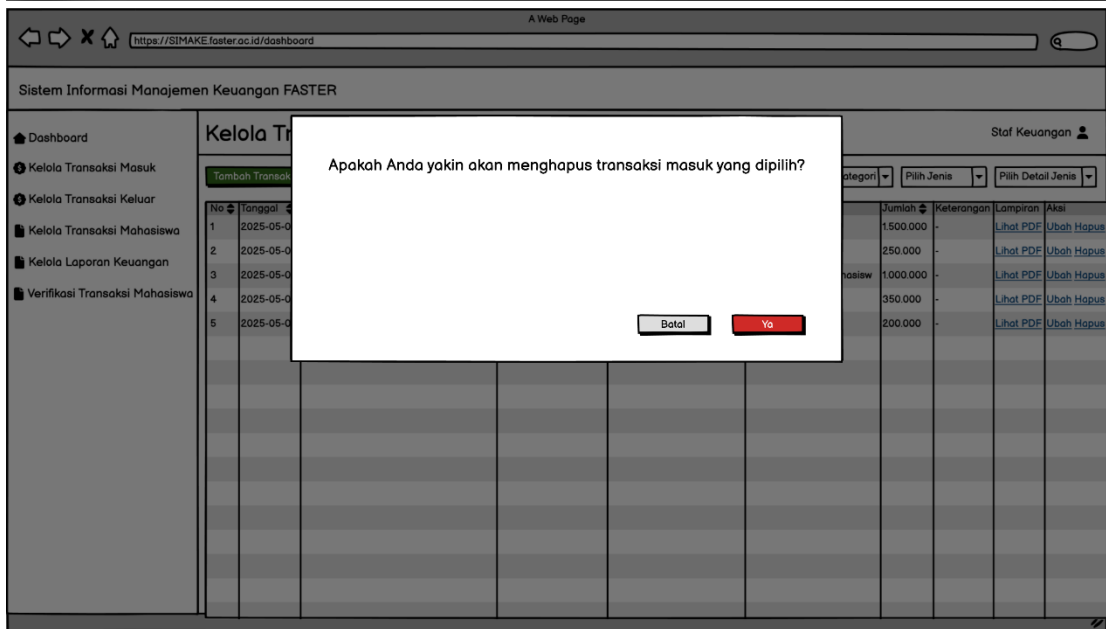 A Web Page
https://SIMAKE.faster.ac.id/dashboard
Sistem Informasi Manajemen Keuangan FASTER
Dashboard
Kelola Transaksi Masuk
Kelola Transaksi Keluar
Kelola Transaksi Mahasiswa
Kelola Laporan Keuangan
Verifikasi Transaksi Mahasiswa
Kelola Tr
Staf Keuangan
Tambah Transak
ategori
Pilih Jenis
Pilih Detail Jenis
No Tanggal Jumlah Keterangan Lampiran Aksi
1 2025-05-0 1.500.000 - Lihat PDF Ubah Hapus
2 2025-05-0 250.000 - Lihat PDF Ubah Hapus
3 2025-05-0 hasisw 1.000.000 - Lihat PDF Ubah Hapus
4 2025-05-0 350.000 - Lihat PDF Ubah Hapus
5 2025-05-0 200.000 - Lihat PDF Ubah Hapus
Apakah Anda yakin akan menghapus transaksi masuk yang dipilih?
Batal
Ya